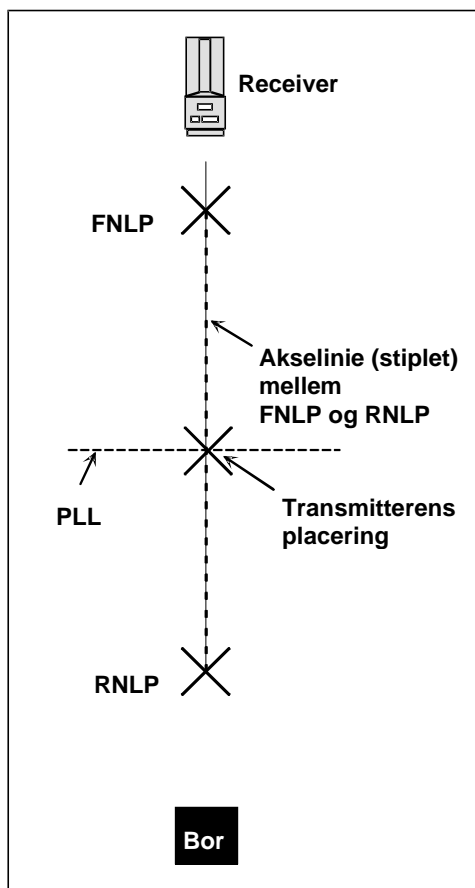 Receiver
FNLP
Akselinie (stiplet)
mellem
FNLP og RNLP
Transmitterens
placering
PLL
RNLP
Bor